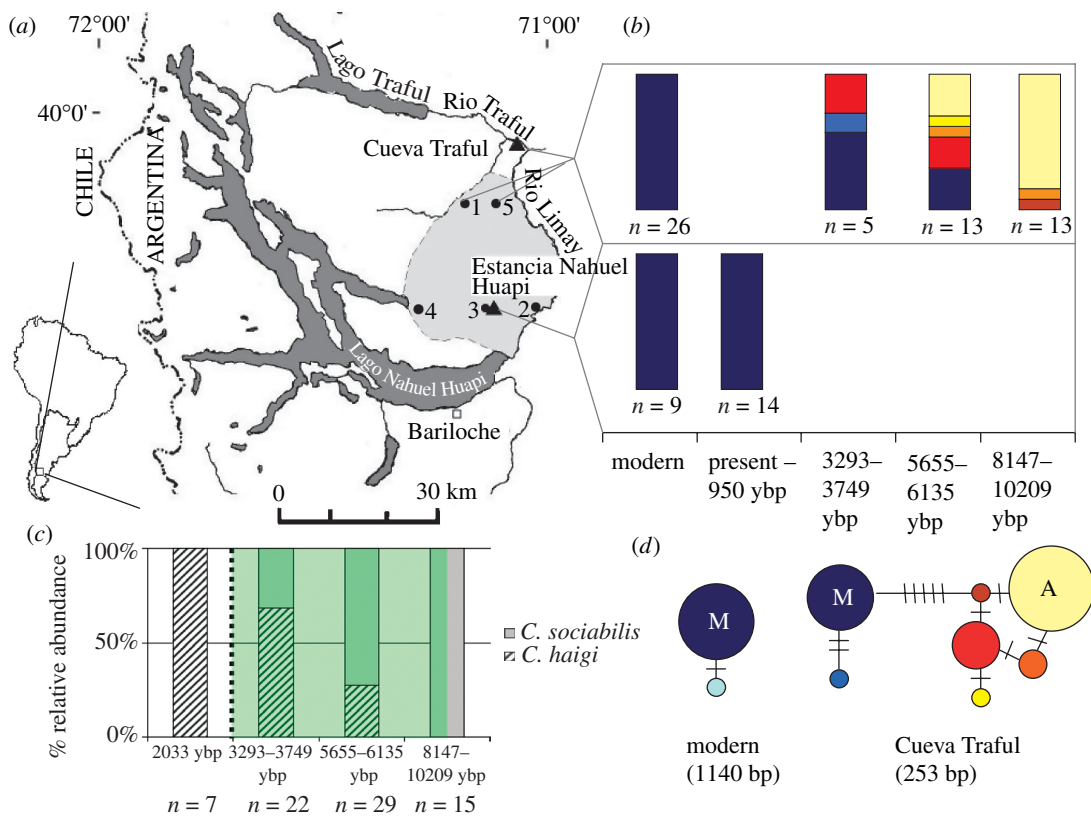 (a)
72°00'
71°00'
40°0'
CHILE
ARGENTINA
Lago Traful
Rio Traful
Cueva Traful
Rio Limay
1
5
Estancia Nahuel
Huapi
4
3
2
Lago Nahuel Huapi
Bariloche
0
30 km
(b)
n = 26
n = 5
n = 13
n = 13
n = 9
n = 14
modern
present –
950 ybp
3293–
3749
ybp
5655–
6135
ybp
8147–
10209
ybp)
(c)
% relative abundance
100%
50%
0%
C. sociabilis
C. haigi
2033 ybp
3293–3749
ybp
5655–6135
ybp
8147–
10209 ybp
n = 7
n = 22
n = 29
n = 15
(d)
M
M
A
modern
(1140 bp)
Cueva Traful
(253 bp)